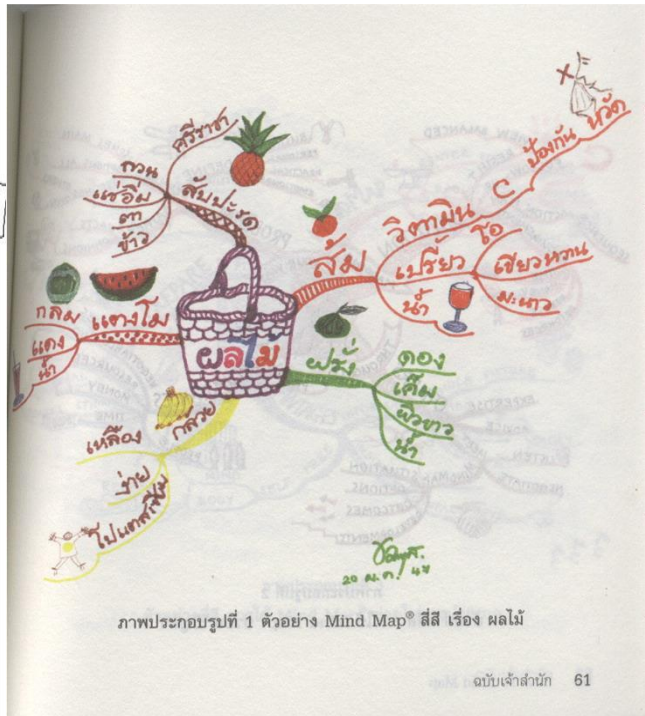 ผลไม้
ส้ม
วิตามิน
C
ป้องกัน
หวัด
เปรี้ยว
โอ
เขียวหวาน
มะนาว
น้ำ
ฝรั่ง
ดอง
เค็ม
ผิวขาว
น้ำ
กล้วย
เหลือง
ง่าย
โปแตสเซียม
แตงโม
กลม
แดง
น้ำ
สับปะรด
ศรีราชา
กวน
แช่อิ่ม
ตา
ข้าว
ภาพประกอบรูปที่ 1 ตัวอย่าง Mind Map® สี่สี เรื่อง ผลไม้
ฉบับเจ้าสำนัก 61